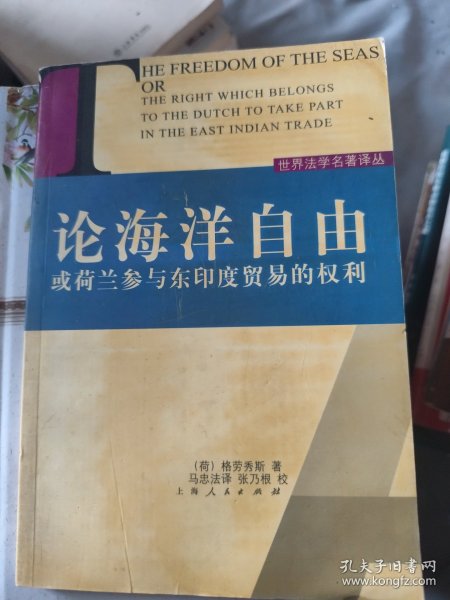 THE FREEDOM OF THE SEAS
OR
THE RIGHT WHICH BELONGS
TO THE DUTCH TO TAKE PART
IN THE EAST INDIAN TRADE
世界法学名著译丛
论海洋自由
或荷兰参与东印度贸易的权利
(荷) 格劳秀斯 著
马忠法译 张乃根 校
上海人民出版社
孔夫子旧书网
www.kongfz.com